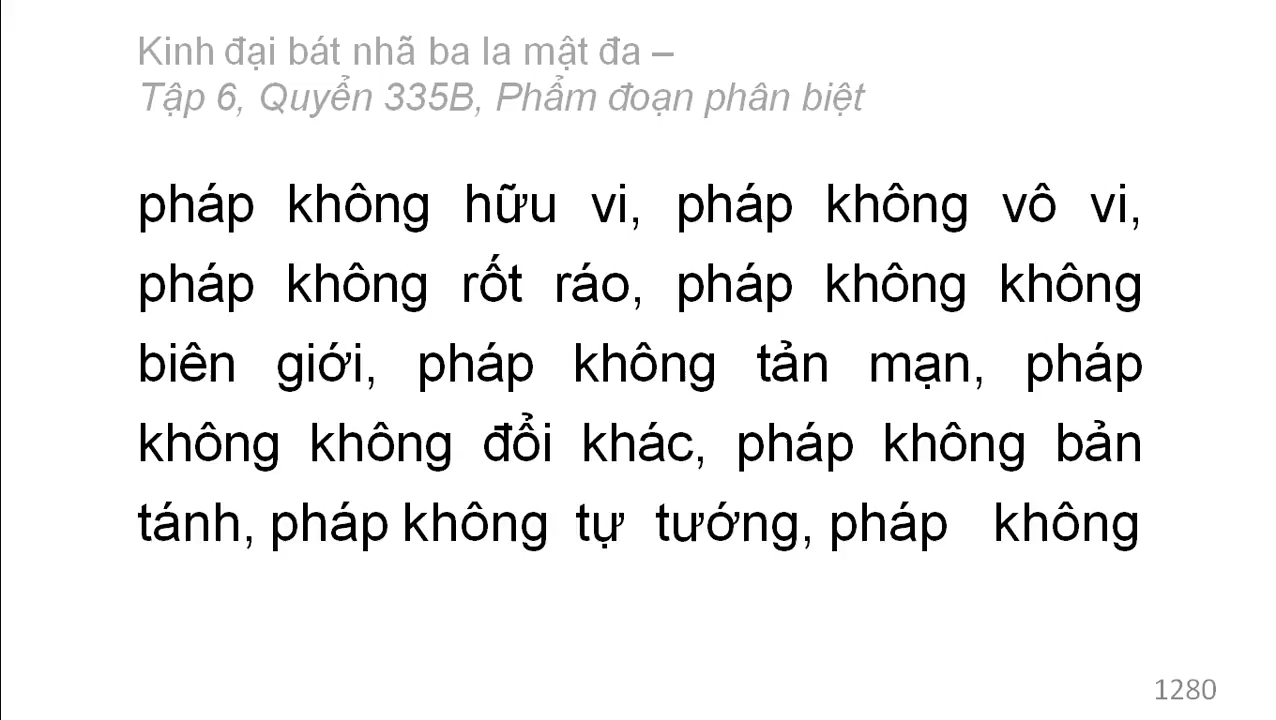 Kinh đại bát nhã ba la mật đa –
Tập 6, Quyển 335B, Phẩm đoạn phân biệt
pháp không hữu vi, pháp không vô vi,
pháp không rốt ráo, pháp không không
biên giới, pháp không tản mạn, pháp
không không đổi khác, pháp không bản
tánh, pháp không tự tướng, pháp không
1280